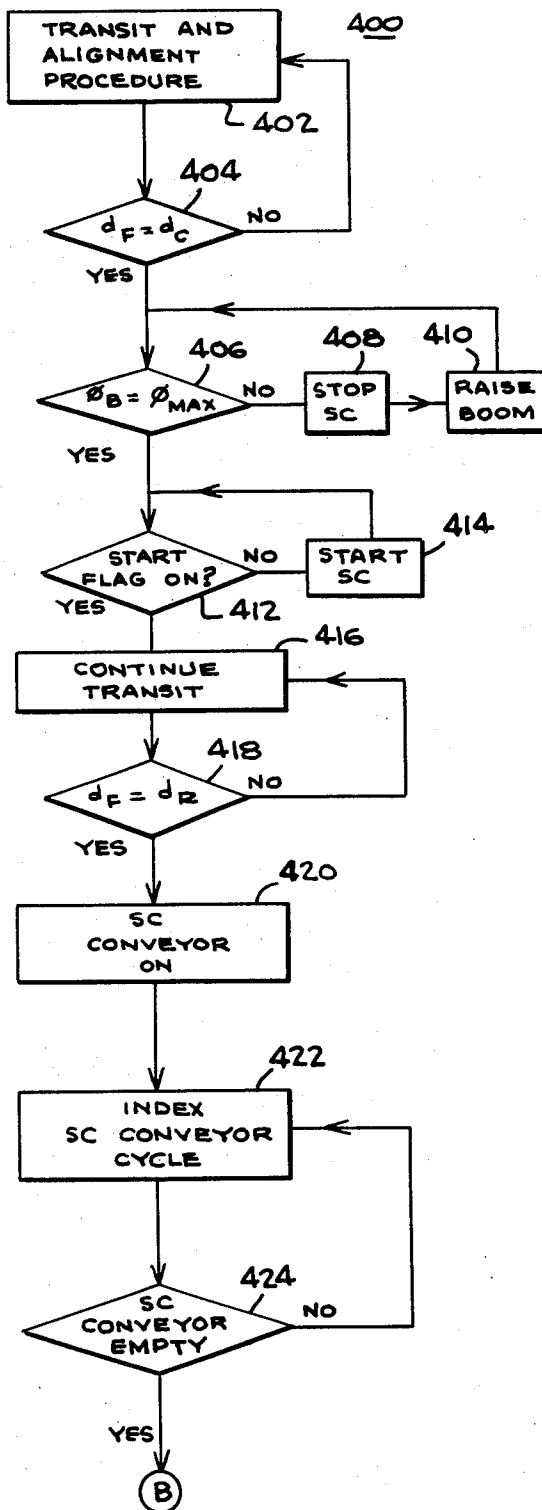 400
TRANSIT AND
ALIGNMENT
PROCEDURE
402
404
d_F = d_C
NO
YES
406
ø_B = ø_MAX
NO
408
STOP
SC
410
RAISE
BOOM
YES
START
FLAG ON?
NO
412
414
START
SC
YES
416
CONTINUE
TRANSIT
418
d_F = d_R
NO
YES
420
SC
CONVEYOR
ON
422
INDEX
SC CONVEYOR
CYCLE
424
SC
CONVEYOR
EMPTY
NO
YES
B